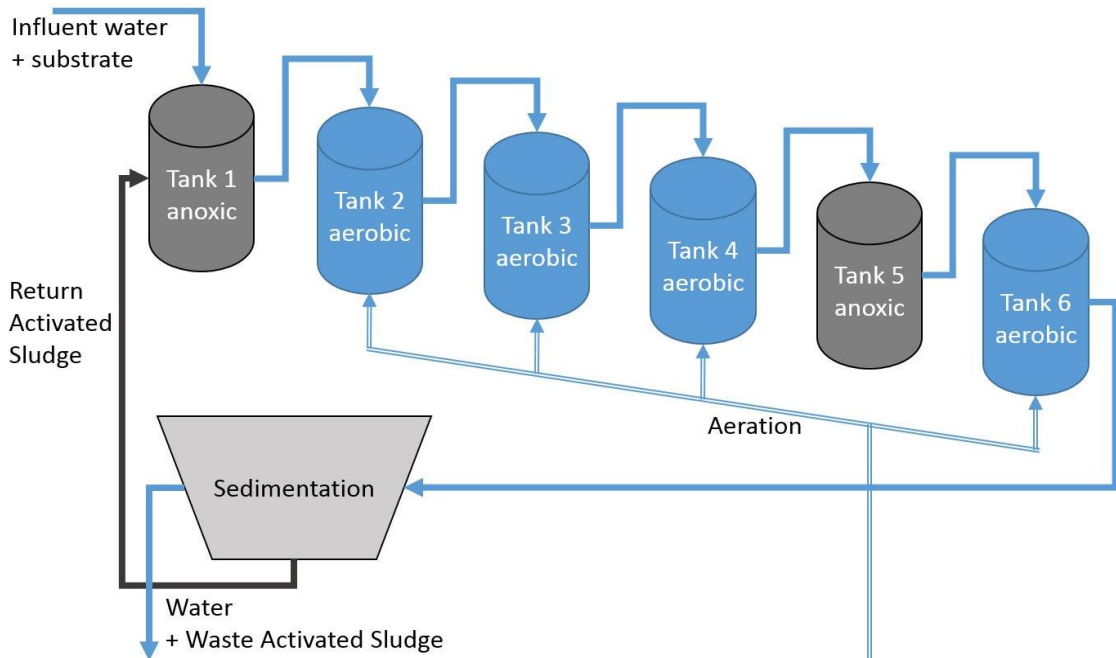 Influent water
+ substrate
Tank 1
anoxic
Tank 2
aerobic
Tank 3
aerobic
Tank 4
aerobic
Tank 5
anoxic
Tank 6
aerobic
Return
Activated
Sludge
Aeration
Sedimentation
Water
+ Waste Activated Sludge